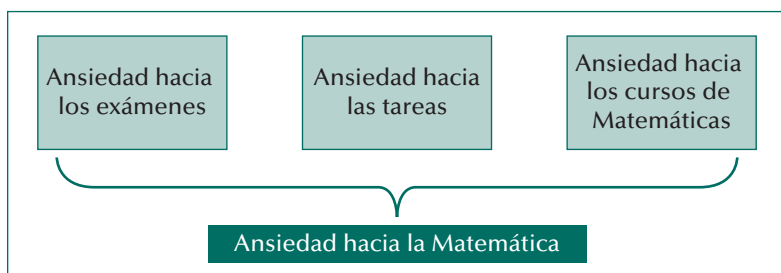 Ansiedad hacia
los exámenes
Ansiedad hacia
las tareas
Ansiedad hacia
los cursos de
Matemáticas
Ansiedad hacia la Matemática